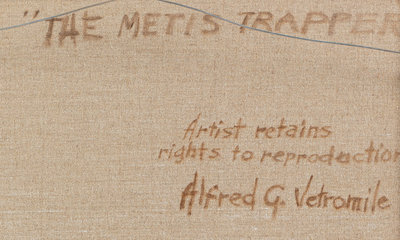 "THE METIS TRAPPER
Artist retains
rights to reproduction
Alfred G. Vetromile